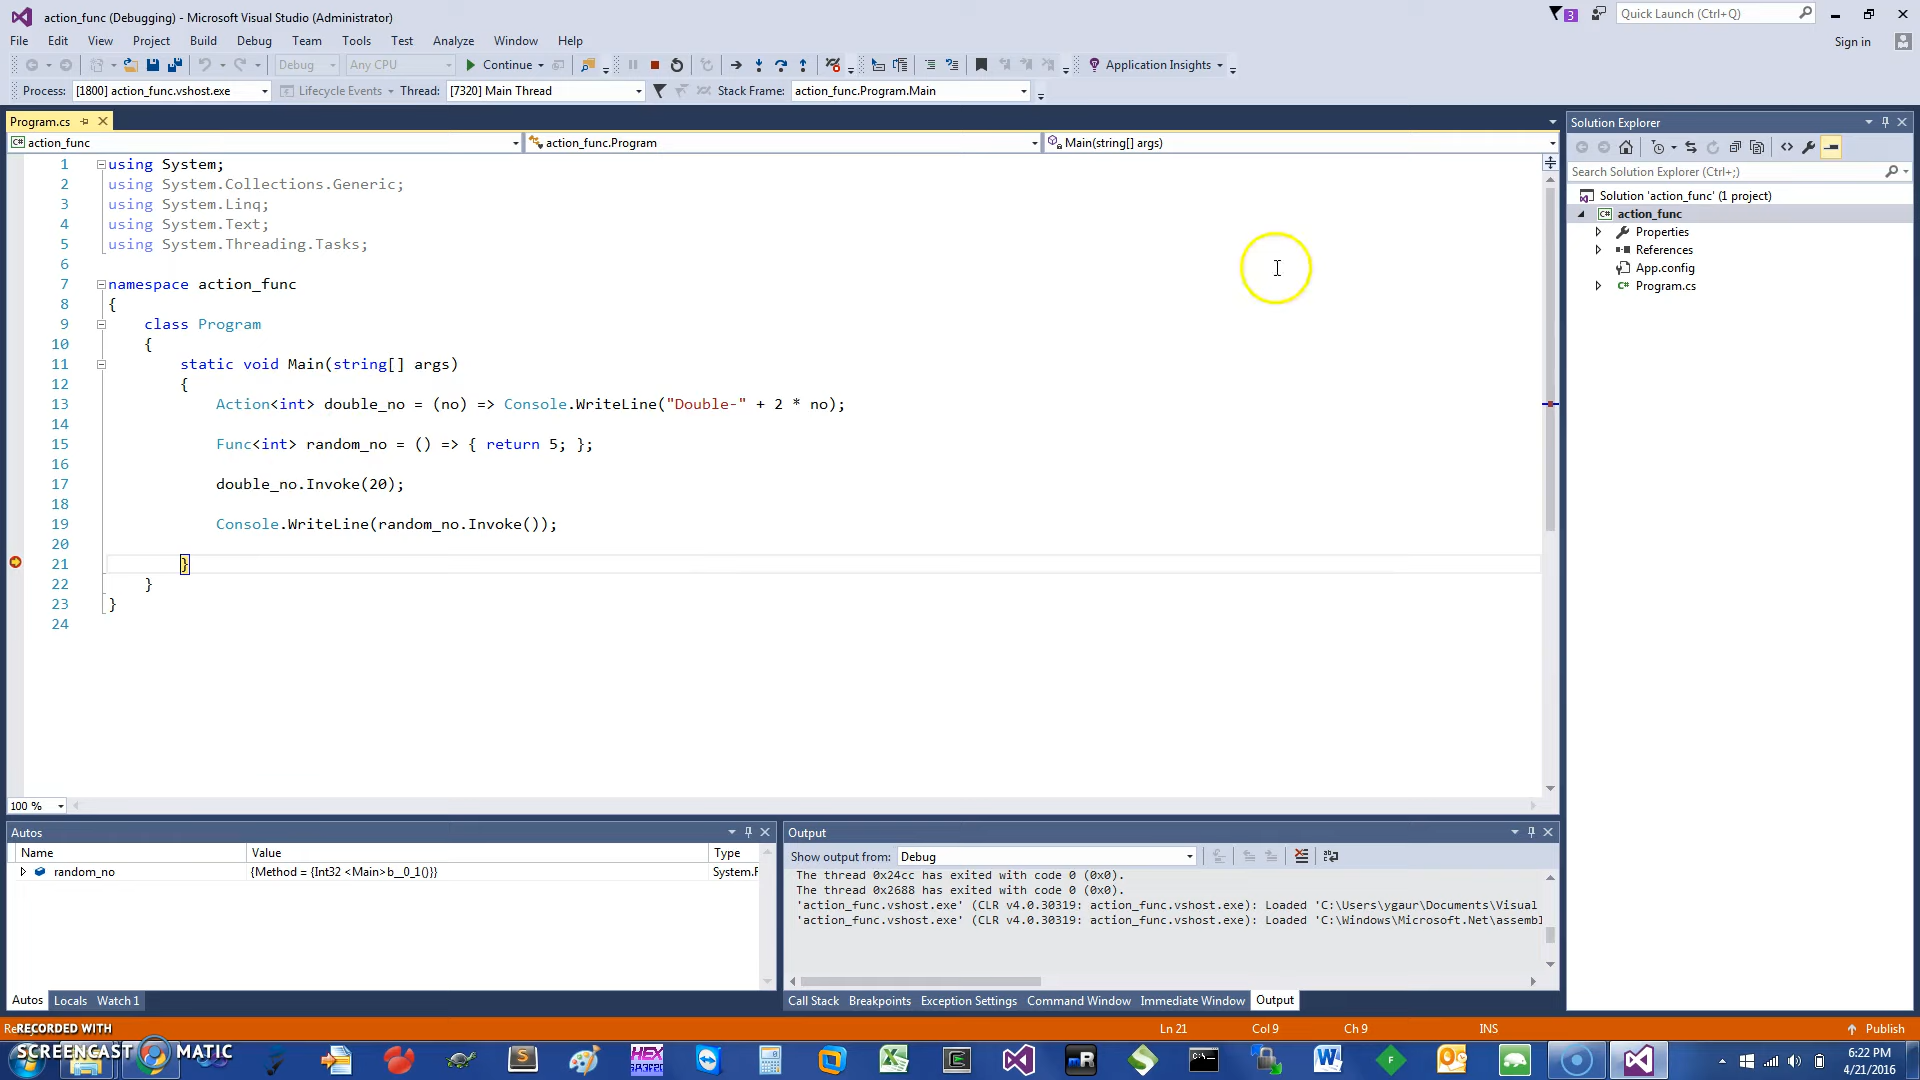 action_func (Debugging) - Microsoft Visual Studio (Administrator)
3
Quick Launch (Ctrl+Q)
File Edit View Project Build Debug Team Tools Test Analyze Window Help
Sign in
Debug Any CPU Continue Application Insights
Process: [1800] action_func.vshost.exe Lifecycle Events Thread: [7320] Main Thread Stack Frame: action_func.Program.Main
Program.cs
action_func action_func.Program Main(string[] args)
1 using System;
2 using System.Collections.Generic;
3 using System.Linq;
4 using System.Text;
5 using System.Threading.Tasks;
6
7 namespace action_func
8 {
9 class Program
10 {
11 static void Main(string[] args)
12 {
13 Action<int> double_no = (no) => Console.WriteLine("Double-" + 2 * no);
14
15 Func<int> random_no = () => { return 5; };
16
17 double_no.Invoke(20);
18
19 Console.WriteLine(random_no.Invoke());
20
21 }
22 }
23 }
24
100 %
Solution Explorer
Search Solution Explorer (Ctrl+;)
Solution 'action_func' (1 project)
C# action_func
Properties
References
App.config
C# Program.cs
Autos
Name Value Type
random_no {Method = {Int32 <Main>b__0_1()}} System.F
Autos Locals Watch 1
Output
Show output from: Debug
The thread 0x24cc has exited with code 0 (0x0).
The thread 0x2688 has exited with code 0 (0x0).
'action_func.vshost.exe' (CLR v4.0.30319: action_func.vshost.exe): Loaded 'C:\Users\ygaur\Documents\Visual
'action_func.vshost.exe' (CLR v4.0.30319: action_func.vshost.exe): Loaded 'C:\Windows\Microsoft.Net\assembl
Call Stack Breakpoints Exception Settings Command Window Immediate Window Output
Ln 21 Col 9 Ch 9 INS Publish
RECORDED WITH
SCREENCAST MATIC
HEX
mR
6:22 PM
4/21/2016